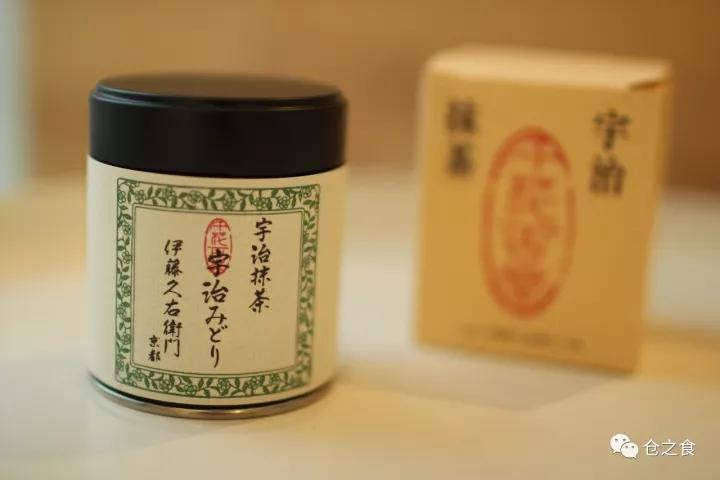 宇治抹茶
宇治みどり
伊藤久右衛門
京都
宇治
抹茶
仓之食